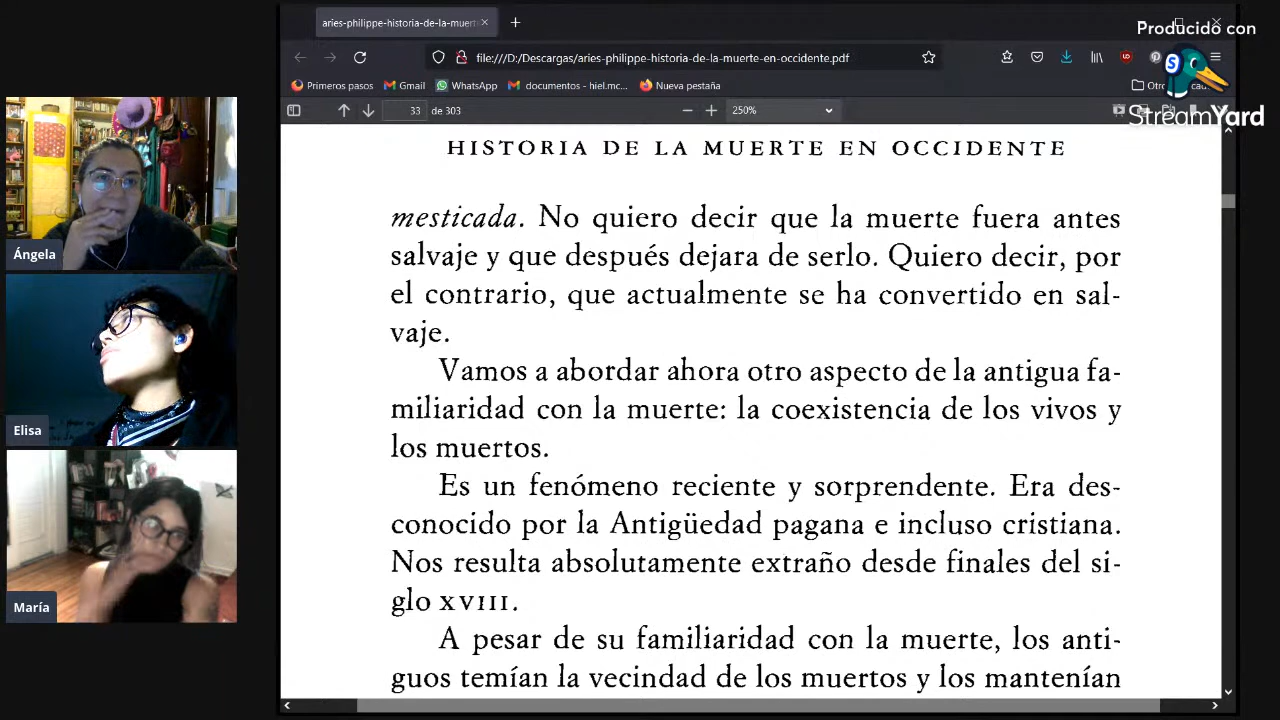 aries-philippe-historia-de-la-muert
Producido con
StreamYard
file:///D:/Descargas/aries-philippe-historia-de-la-muerte-en-occidente.pdf
Primeros pasos
Gmail
WhatsApp
documentos - hiel.mc...
Nueva pestaña
33
de 303
250%
HISTORIA DE LA MUERTE EN OCCIDENTE
mesticada. No quiero decir que la muerte fuera antes
salvaje y que después dejara de serlo. Quiero decir, por
el contrario, que actualmente se ha convertido en sal-
vaje.
Vamos a abordar ahora otro aspecto de la antigua fa-
miliaridad con la muerte: la coexistencia de los vivos y
los muertos.
Es un fenómeno reciente y sorprendente. Era des-
conocido por la Antigüedad pagana e incluso cristiana.
Nos resulta absolutamente extraño desde finales del si-
glo XVIII.
A pesar de su familiaridad con la muerte, los anti-
guos temían la vecindad de los muertos y los mantenían
Ángela
Elisa
María